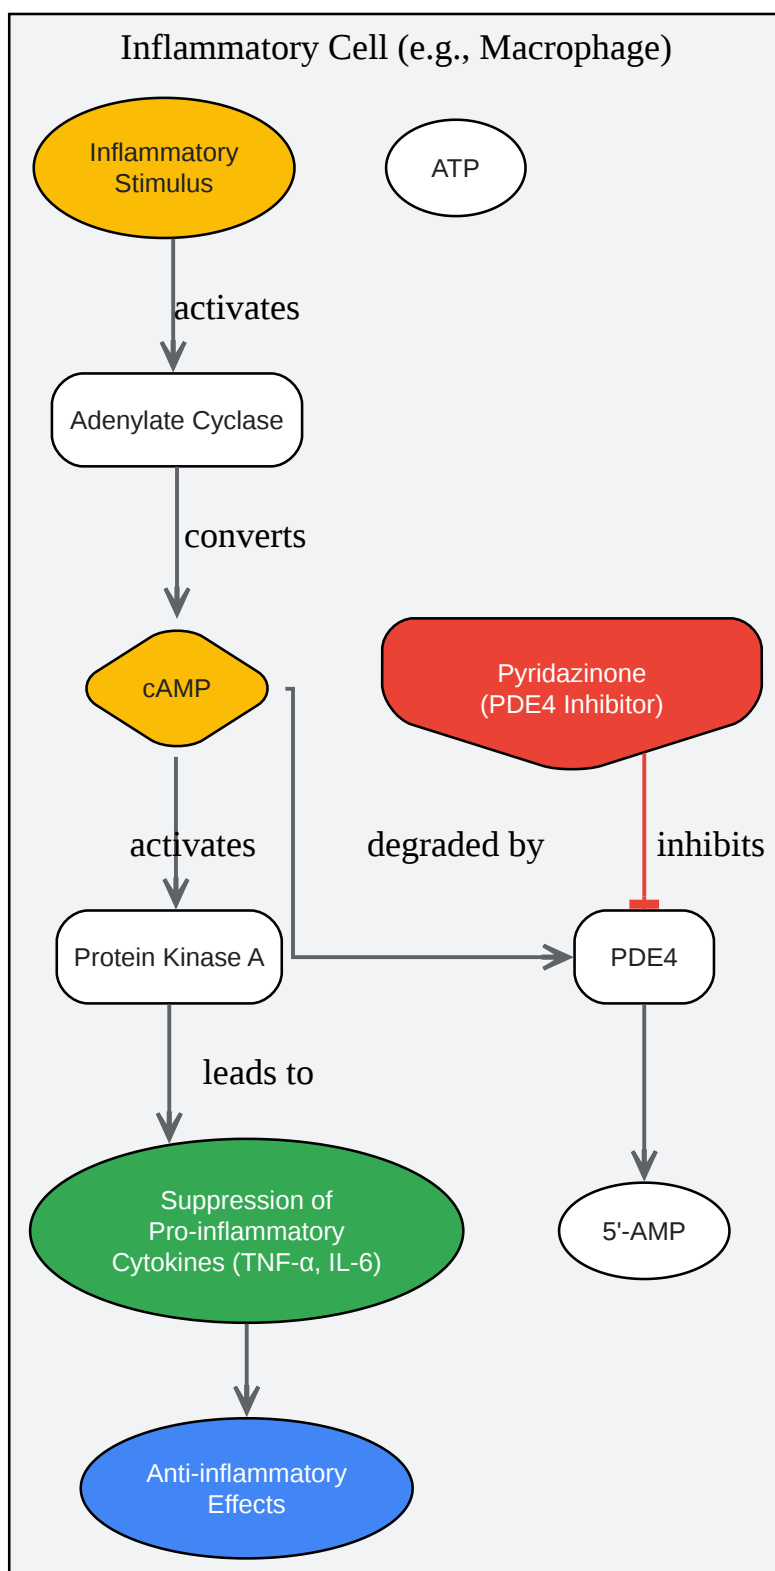 Inflammatory Cell (e.g., Macrophage)
Inflammatory
Stimulus
ATP
activates
Adenylate Cyclase
converts
cAMP
Pyridazinone
(PDE4 Inhibitor)
activates
degraded by
inhibits
Protein Kinase A
PDE4
leads to
Suppression of
Pro-inflammatory
Cytokines (TNF-α, IL-6)
5'-AMP
Anti-inflammatory
Effects